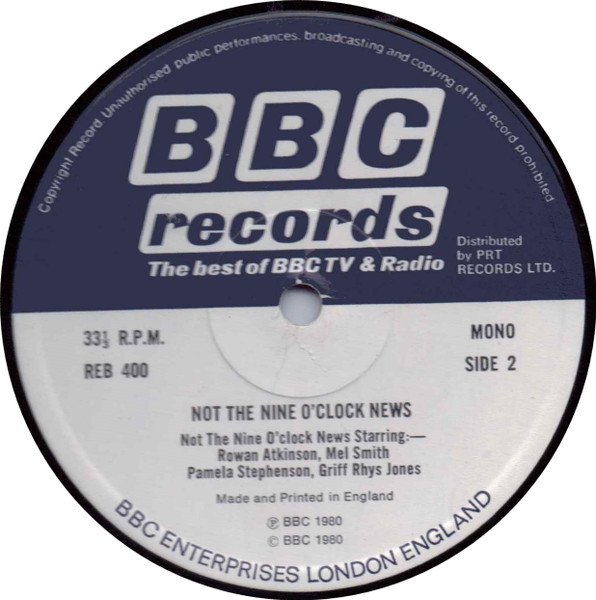 Copyright Record. Unauthorised public performances. broadcasting and copying of this record prohibited
BBC
records
The best of BBC TV & Radio
Distributed
by PRT
RECORDS LTD.
33⅓ R.P.M.
REB 400
MONO
SIDE 2
NOT THE NINE O'CLOCK NEWS
Not The Nine O'clock News Starring:—
Rowan Atkinson, Mel Smith
Pamela Stephenson, Griff Rhys Jones
Made and Printed in England
℗ BBC 1980
© BBC 1980
BBC ENTERPRISES LONDON ENGLAND